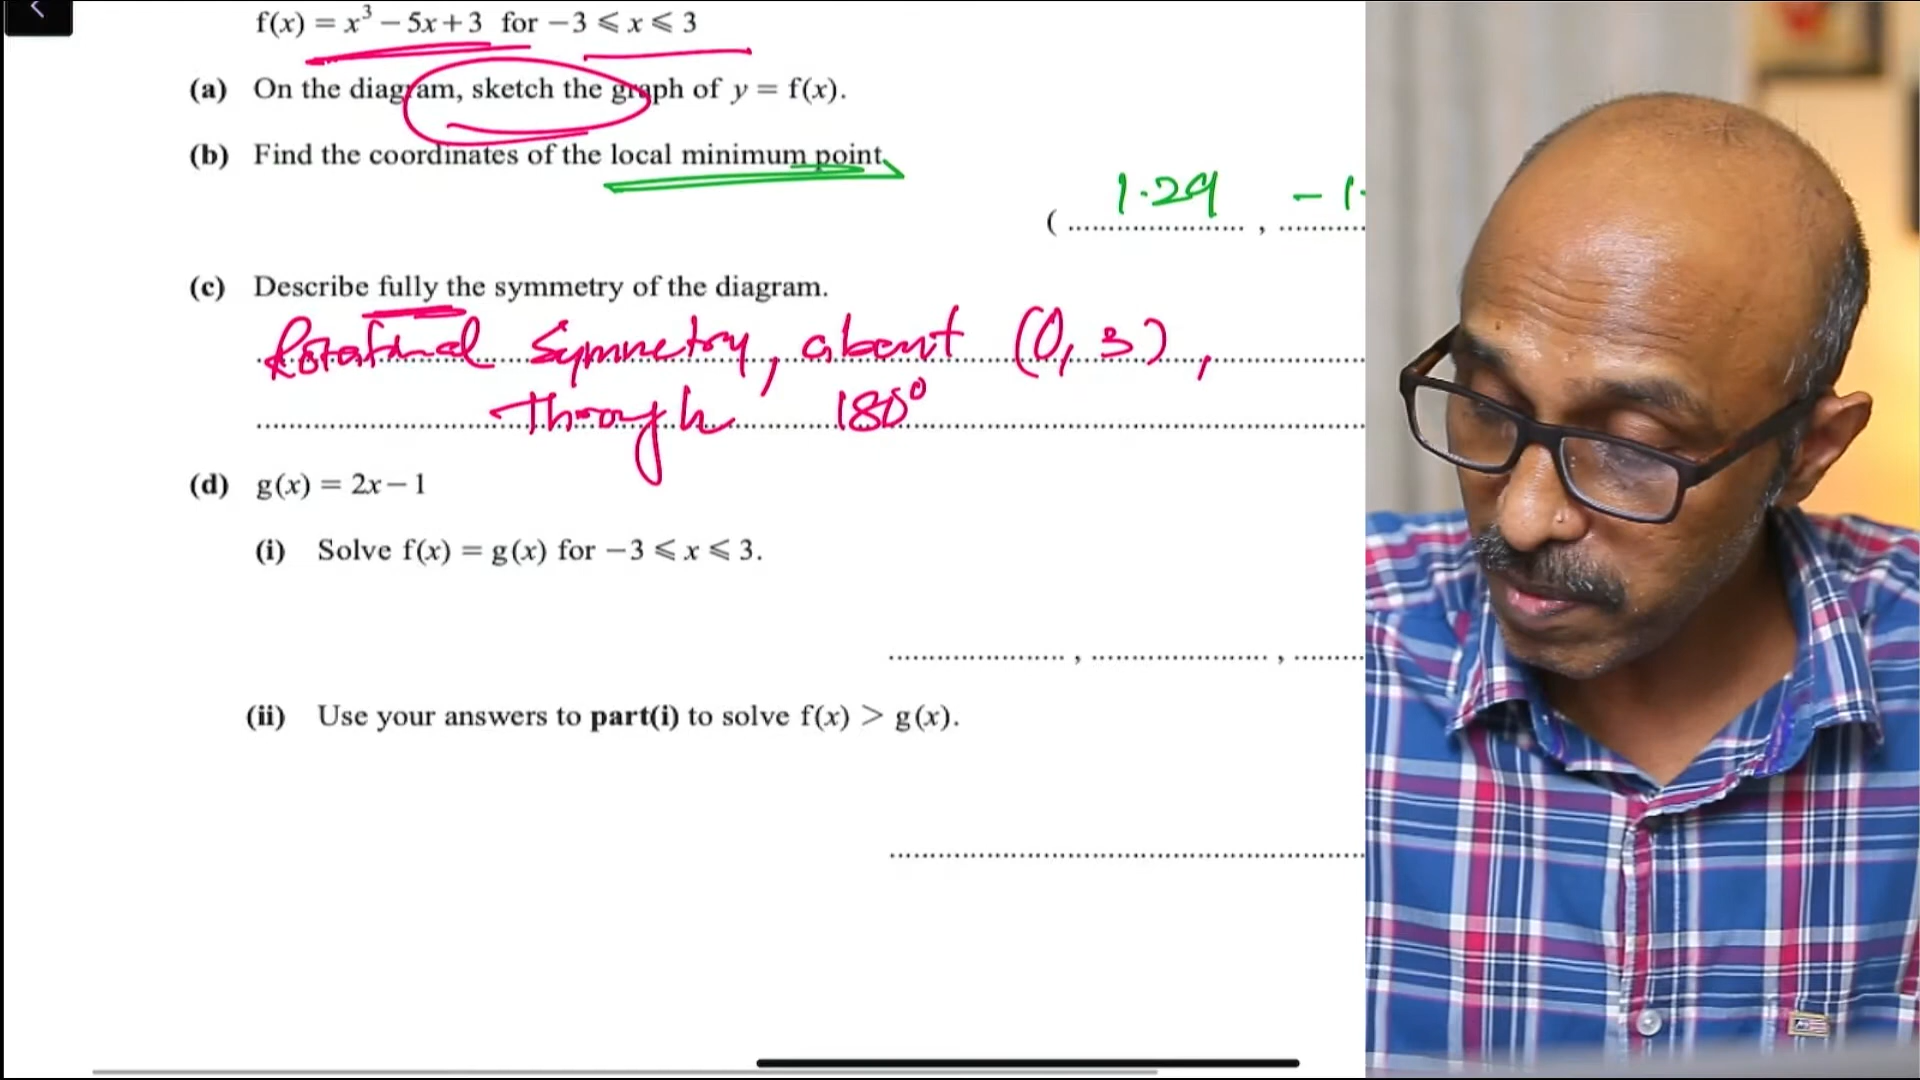 f(x) = x³ − 5x + 3 for −3 ⩽ x ⩽ 3
(a) On the diagram, sketch the graph of y = f(x).
(b) Find the coordinates of the local minimum point.
1.29 −1.
( .................... , ..........
(c) Describe fully the symmetry of the diagram.
Rotational Symmetry, about (0, 3),
through 180°
(d) g(x) = 2x − 1
(i) Solve f(x) = g(x) for −3 ⩽ x ⩽ 3.
.................... , .................... , ..........
(ii) Use your answers to part(i) to solve f(x) > g(x).